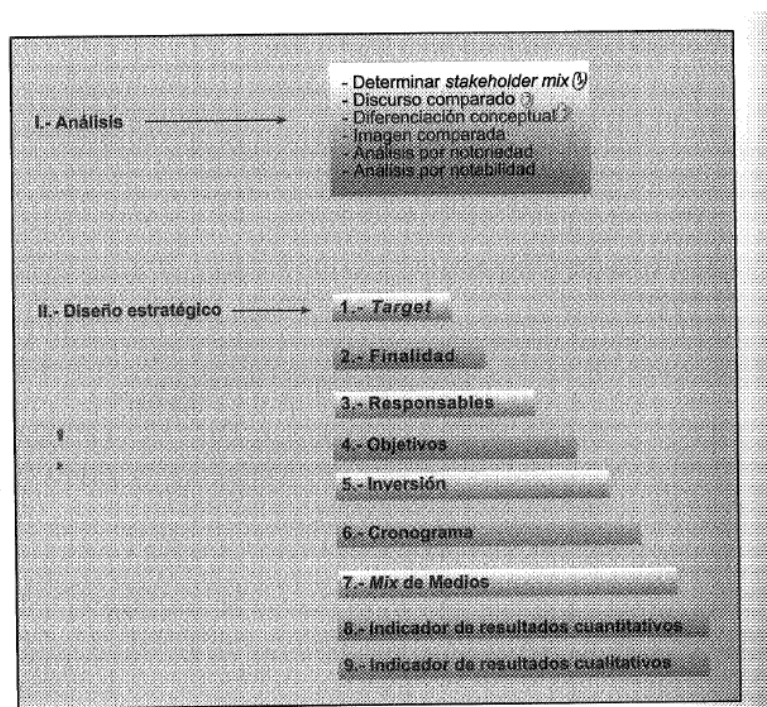 I.- Análisis
- Determinar stakeholder mix
- Discurso comparado
- Diferenciación conceptual
- Imagen comparada
- Análisis por notoriedad
- Análisis por notabilidad
II.- Diseño estratégico
1.- Target
2.- Finalidad
3.- Responsables
4.- Objetivos
5.- Inversión
6.- Cronograma
7.- Mix de Medios
8.- Indicador de resultados cuantitativos
9.- Indicador de resultados cualitativos